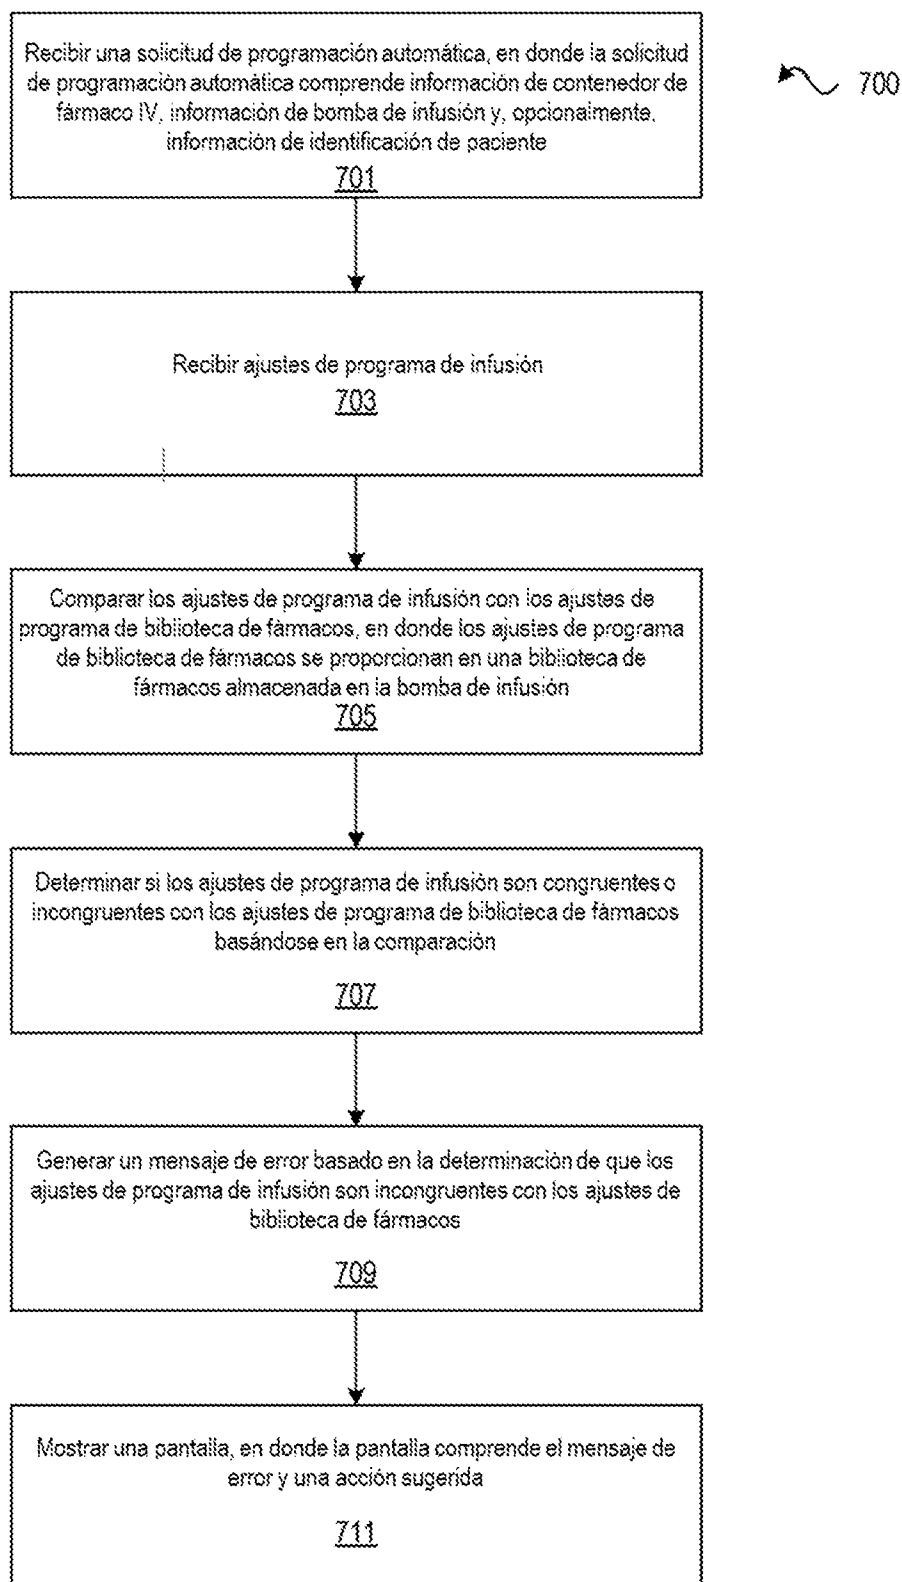 Recibir una solicitud de programación automática, en donde la solicitud
de programación automática comprende información de contenedor de
fármaco IV, información de bomba de infusión y, opcionalmente,
información de identificación de paciente
701
700
Recibir ajustes de programa de infusión
703
Comparar los ajustes de programa de infusión con los ajustes de
programa de biblioteca de fármacos, en donde los ajustes de programa
de biblioteca de fármacos se proporcionan en una biblioteca de
fármacos almacenada en la bomba de infusión
705
Determinar si los ajustes de programa de infusión son congruentes o
incongruentes con los ajustes de programa de biblioteca de fármacos
basándose en la comparación
707
Generar un mensaje de error basado en la determinación de que los
ajustes de programa de infusión son incongruentes con los ajustes de
biblioteca de fármacos
709
Mostrar una pantalla, en donde la pantalla comprende el mensaje de
error y una acción sugerida
711